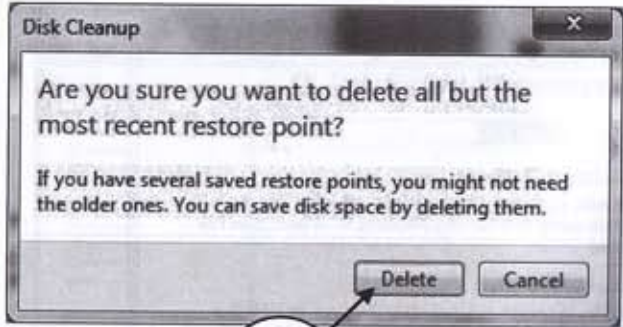 Disk Cleanup
Are you sure you want to delete all but the
most recent restore point?
If you have several saved restore points, you might not need
the older ones. You can save disk space by deleting them.
Delete Cancel